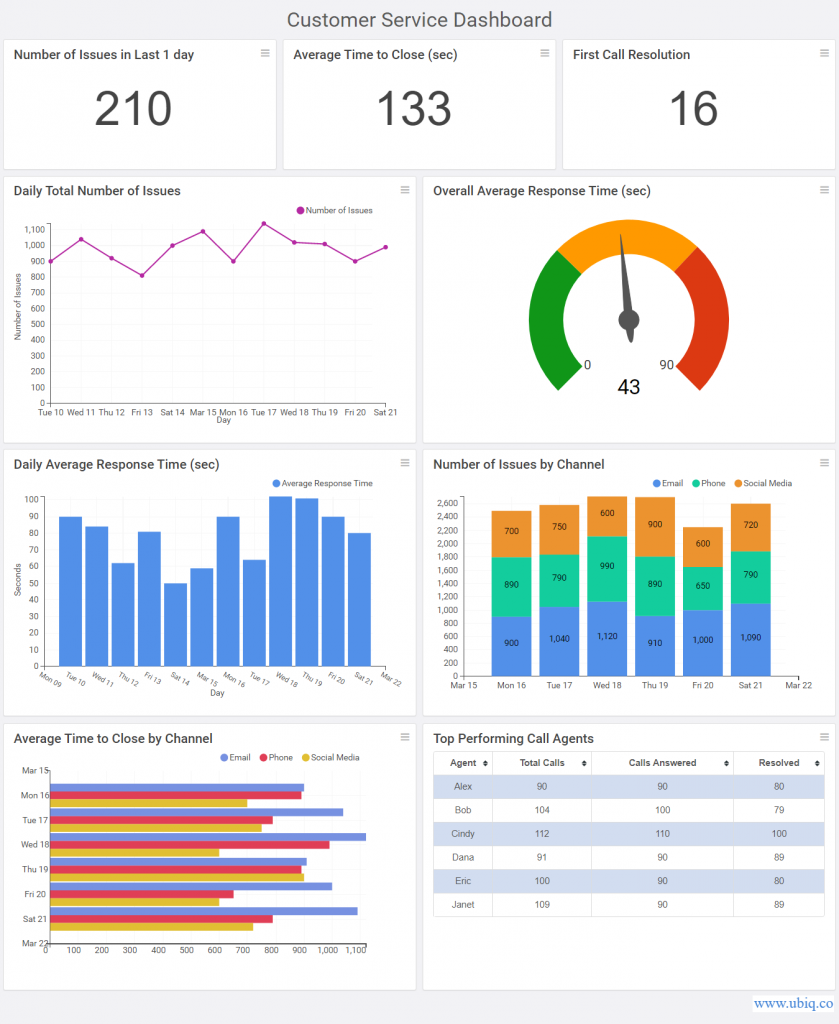 Customer Service Dashboard
Number of Issues in Last 1 day
210
Average Time to Close (sec)
133
First Call Resolution
16
Daily Total Number of Issues
Number of Issues
1,100
1,000
900
800
700
600
500
400
300
200
100
0
Number of Issues
Tue 10 Wed 11 Thu 12 Fri 13 Sat 14 Mar 15 Mon 16 Tue 17 Wed 18 Thu 19 Fri 20 Sat 21
Day
Overall Average Response Time (sec)
0 90
43
Daily Average Response Time (sec)
Average Response Time
100
90
80
70
60
50
40
30
20
10
0
Seconds
Mon 09 Tue 10 Wed 11 Thu 12 Fri 13 Sat 14 Mar 15 Mon 16 Tue 17 Wed 18 Thu 19 Fri 20 Sat 21 Mar 22
Day
Number of Issues by Channel
Email Phone Social Media
2,600
2,400
2,200
2,000
1,800
1,600
1,400
1,200
1,000
800
600
400
200
0
700 750 600 900 600 720
890 790 990 890 650 790
900 1,040 1,120 910 1,000 1,090
Mar 15 Mon 16 Tue 17 Wed 18 Thu 19 Fri 20 Sat 21 Mar 22
Average Time to Close by Channel
Email Phone Social Media
Mar 15
Mon 16
Tue 17
Wed 18
Thu 19
Fri 20
Sat 21
Mar 22
0 100 200 300 400 500 600 700 800 900 1,000 1,100
Top Performing Call Agents
Agent Total Calls Calls Answered Resolved
Alex 90 90 80
Bob 104 100 79
Cindy 112 110 100
Dana 91 90 89
Eric 100 90 80
Janet 109 90 89
www.ubiq.co